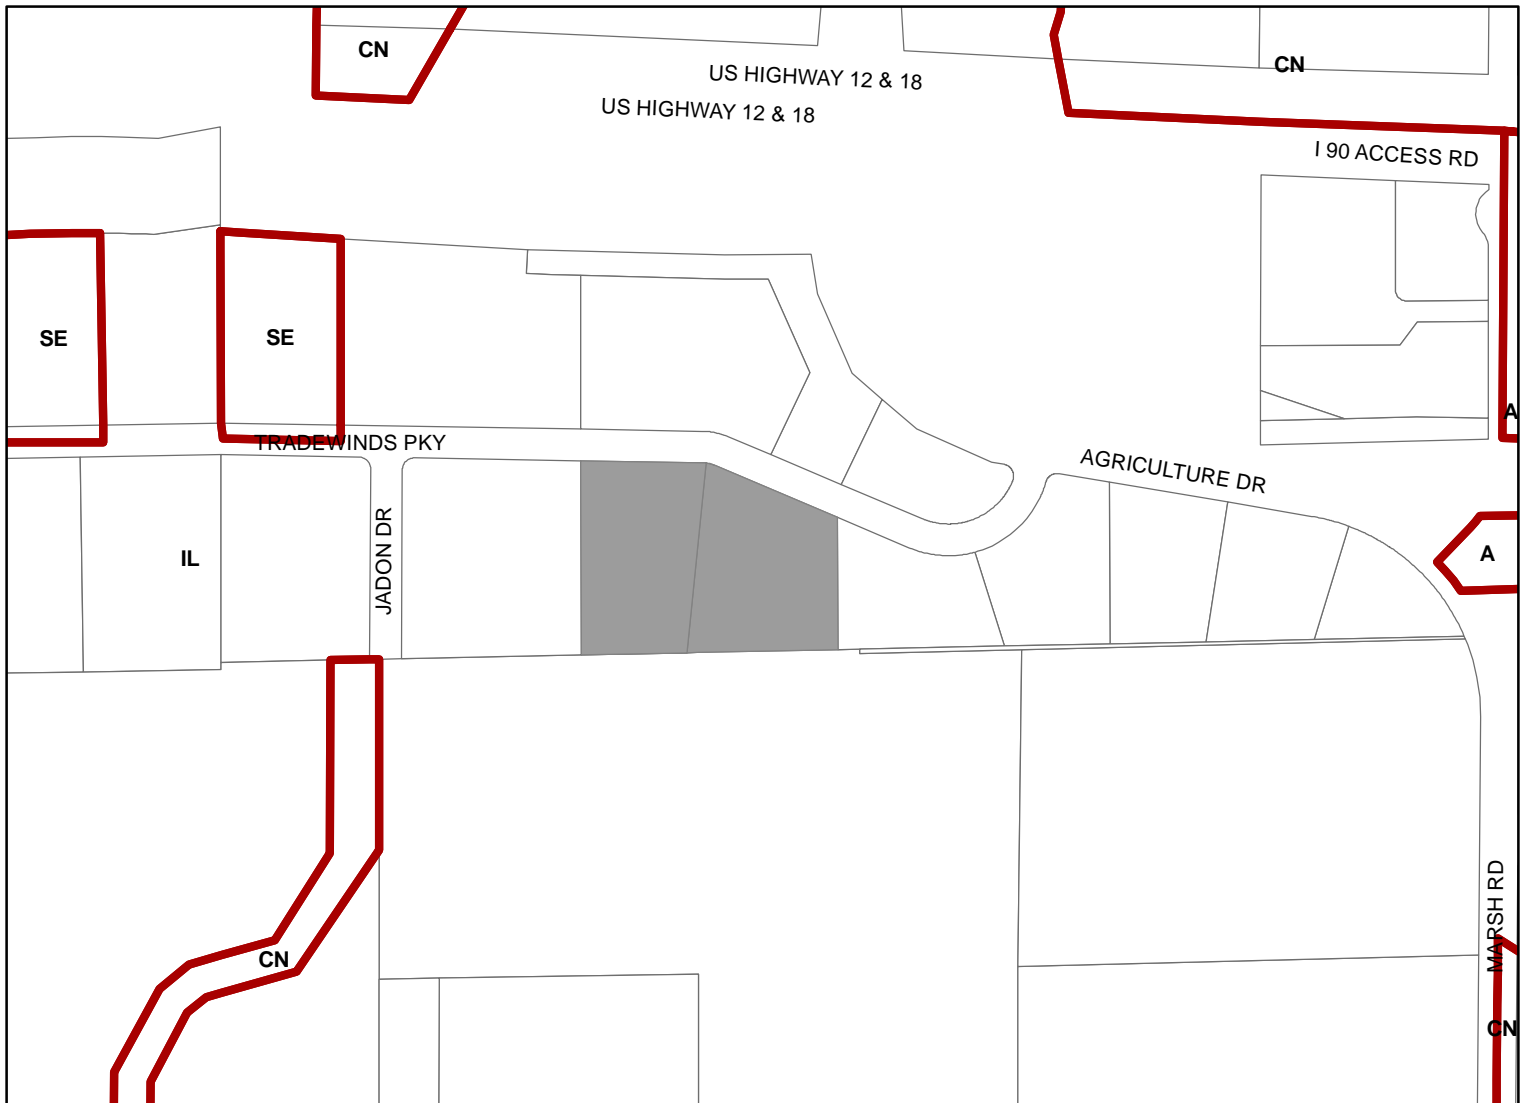 CN
US HIGHWAY 12 & 18
CN
US HIGHWAY 12 & 18
I 90 ACCESS RD
SE
SE
A
TRADEWINDS PKY
AGRICULTURE DR
JADON DR
IL
A
MARSH RD
CN
CN